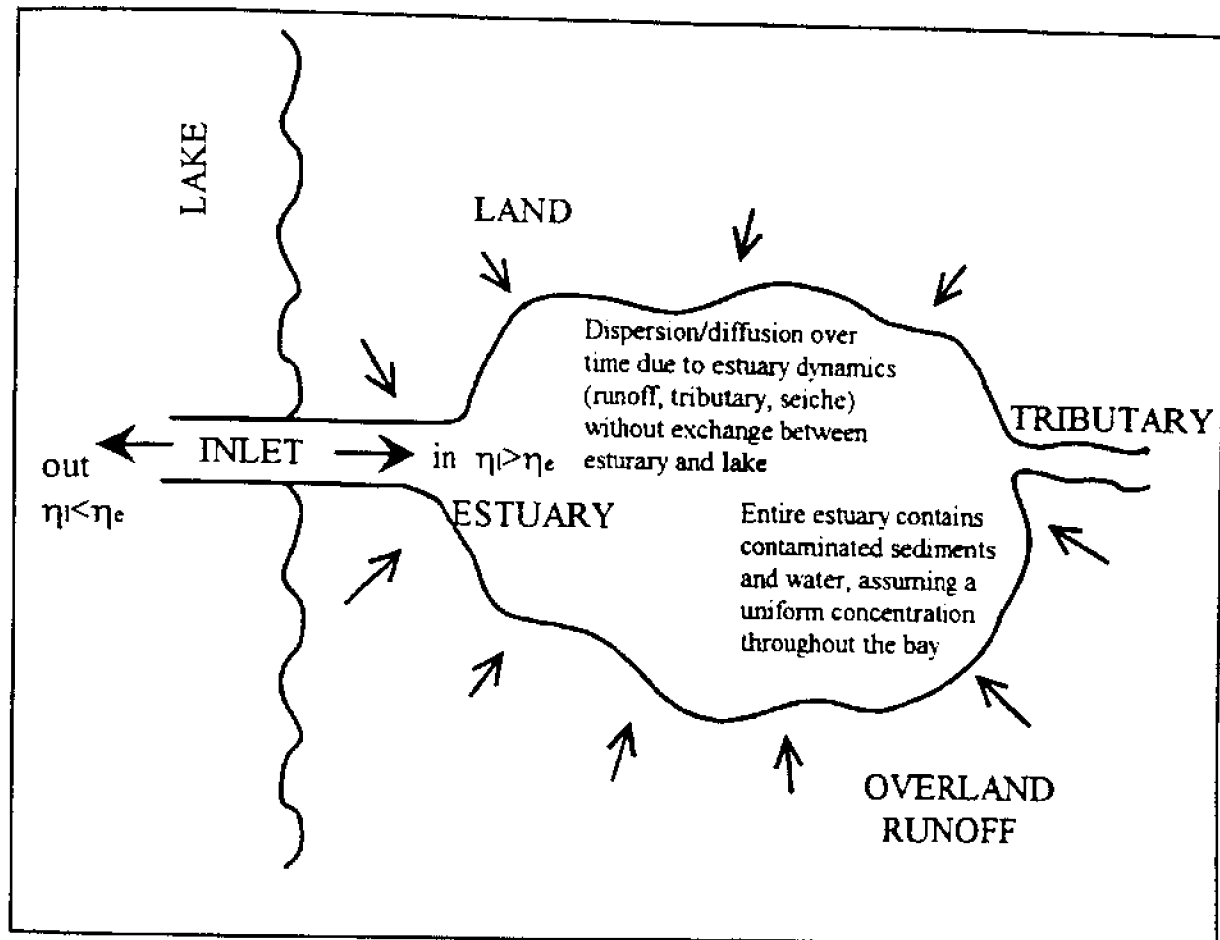 LAKE
LAND
Dispersion/diffusion over
time due to estuary dynamics
(runoff, tributary, seiche)
without exchange between
esturary and lake
TRIBUTARY
INLET
in ηl>ηe
out
ηl<ηe
ESTUARY
Entire estuary contains
contaminated sediments
and water, assuming a
uniform concentration
throughout the bay
OVERLAND
RUNOFF